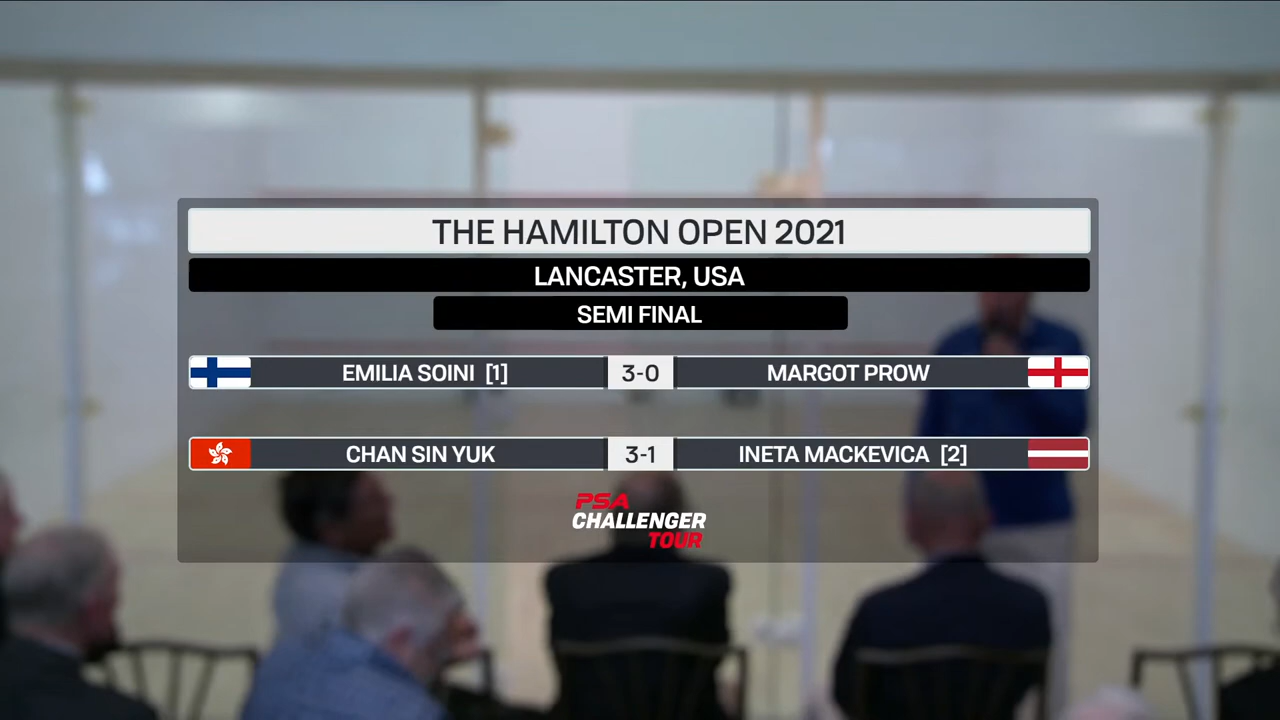 THE HAMILTON OPEN 2021
LANCASTER, USA
SEMI FINAL
EMILIA SOINI [1] 3-0 MARGOT PROW
CHAN SIN YUK 3-1 INETA MACKEVICA [2]
PSA
CHALLENGER
TOUR